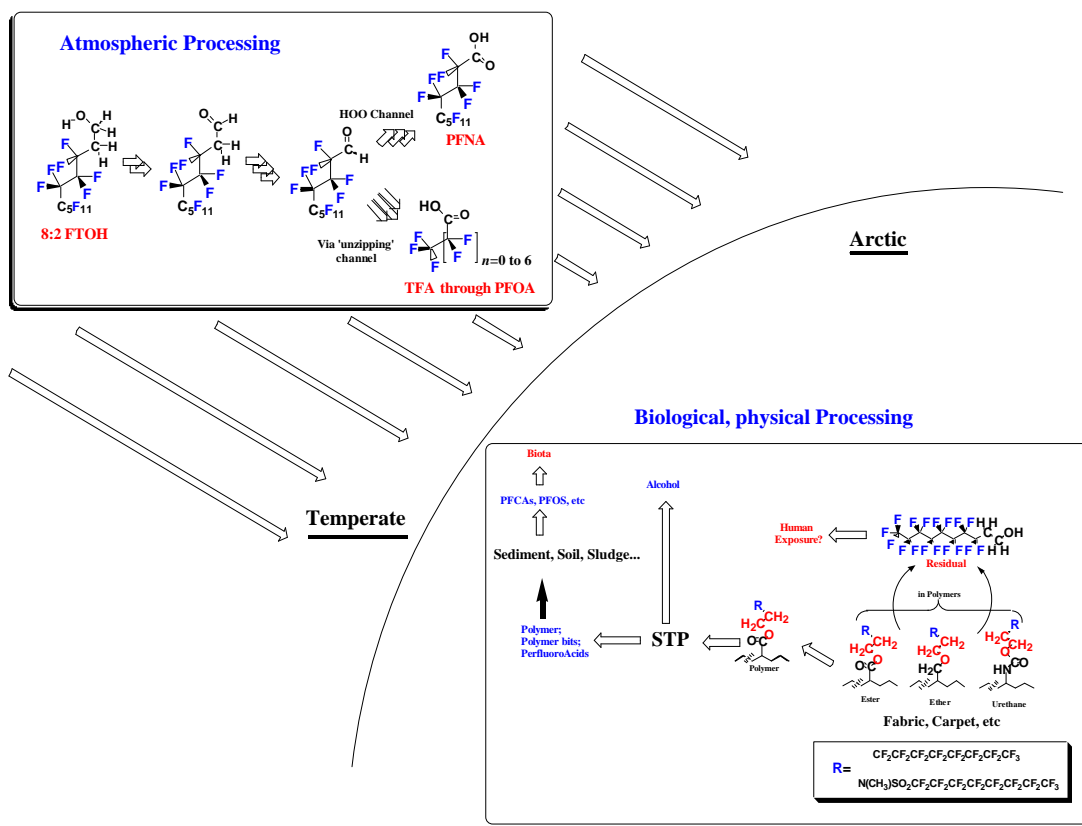 Atmospheric Processing
OH
F
C
O
F
F
F
F
F
F
F
F
C5F11
PFNA
HOO Channel
O
H
C
H
H
C
H
H
F
F
F
F
F
F
F
F
C5F11
8:2 FTOH
O
C
H
C
H
H
F
F
F
F
F
F
F
F
C5F11
O
C
H
F
F
F
F
F
F
F
F
C5F11
Via 'unzipping'
channel
HO
C
O
F
F
F
F
F
n=0 to 6
TFA through PFOA
Arctic
Temperate
Biological, physical Processing
Biota
PFCAs, PFOS, etc
Sediment, Soil, Sludge...
Polymer;
Polymer bits;
PerfluoroAcids
Alcohol
STP
Human
Exposure?
F F F F F F F H H
F
F
F
F F F F F F F
C
C
OH
H H
Residual
in Polymers
R
CH2
H2C
O
O
C
Polymer
R
CH2
H2C
O
O
C
Ester
R
CH2
H2C
O
H2C
Ether
R
CH2
H2C
O
CO
HN
Urethane
Fabric, Carpet, etc
R=
CF2CF2CF2CF2CF2CF2CF2CF3
N(CH3)SO2CF2CF2CF2CF2CF2CF2CF2CF3